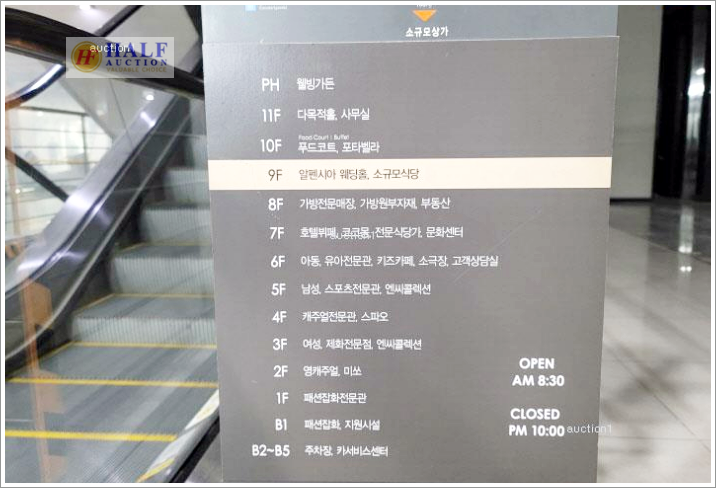 소규모상가
auction1
HALF
AUCTION
VALUABLE CHOICE
PH 웰빙가든
11F 다목적홀, 사무실
Food Court | Buffet
10F 푸드코트, 포타벨라
9F 알펜시아 웨딩홀, 소규모식당
8F 가방전문매장, 가방원부자재, 부동산
7F 호텔뷔페, 코코몽, 전문식당가, 문화센터
auction1
6F 아동, 유아전문관, 키즈카페, 소극장, 고객상담실
5F 남성, 스포츠전문관, 엔씨콜렉션
4F 캐주얼전문관, 스파오
3F 여성, 제화전문점, 엔씨콜렉션
2F 영캐주얼, 미쏘
1F 패션잡화전문관
B1 패션잡화, 지원시설
B2~B5 주차장, 카서비스센터
OPEN
AM 8:30
CLOSED
PM 10:00
auction1